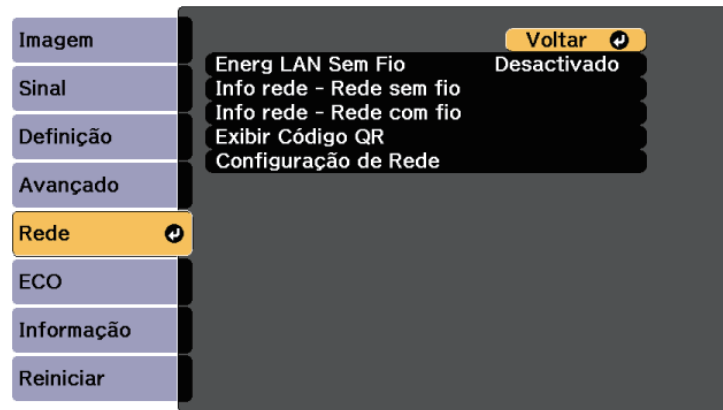 Imagem
Sinal
Definição
Avançado
Rede
ECO
Informação
Reiniciar
Voltar
Energ LAN Sem Fio Desactivado
Info rede - Rede sem fio
Info rede - Rede com fio
Exibir Código QR
Configuração de Rede